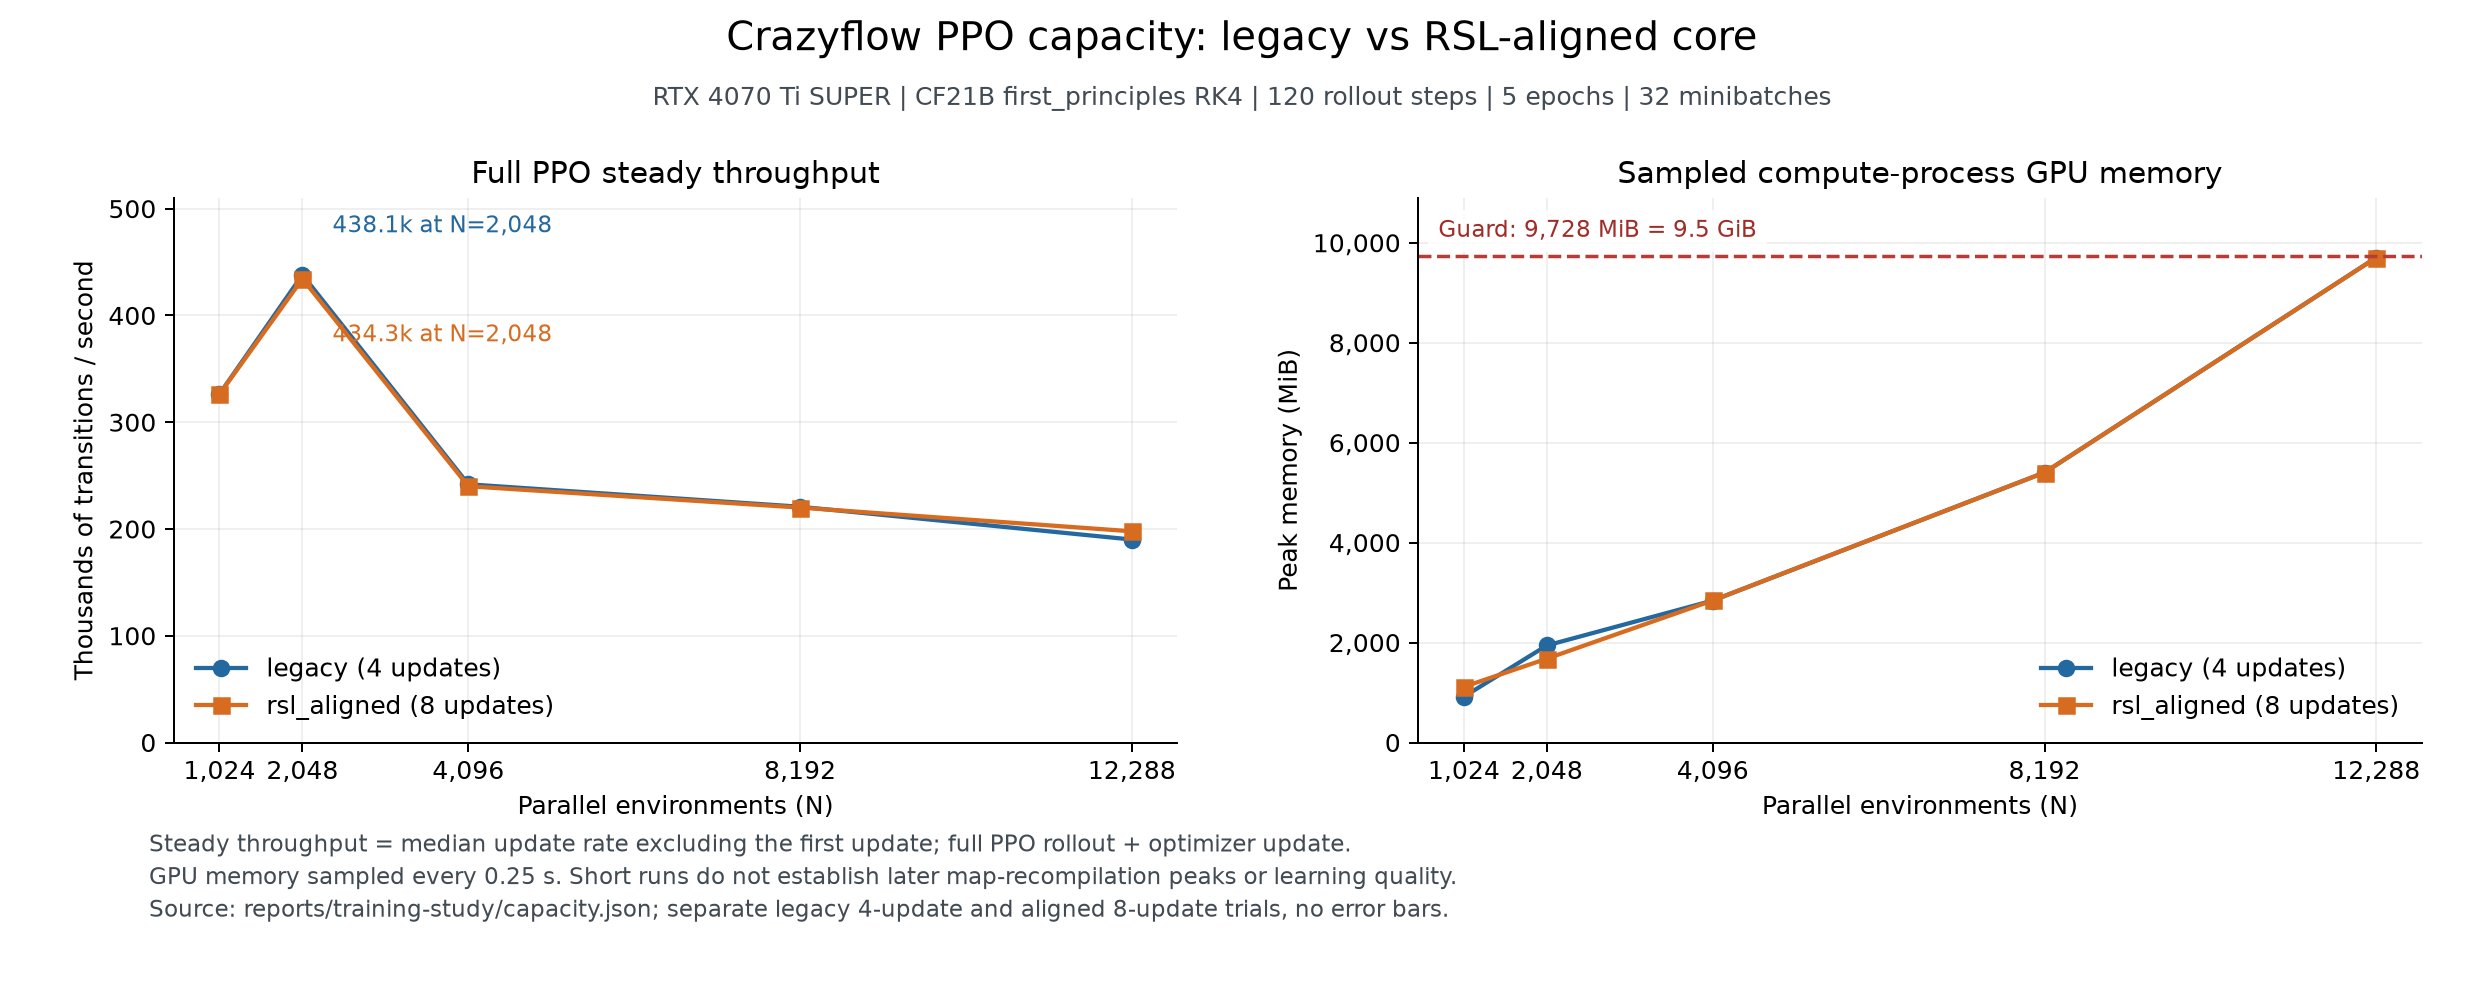 Crazyflow PPO capacity: legacy vs RSL-aligned core
RTX 4070 Ti SUPER | CF21B first_principles RK4 | 120 rollout steps | 5 epochs | 32 minibatches
Full PPO steady throughput
Thousands of transitions / second
500
400
300
200
100
0
438.1k at N=2,048
434.3k at N=2,048
legacy (4 updates)
rsl_aligned (8 updates)
1,024 2,048 4,096 8,192 12,288
Parallel environments (N)
Sampled compute-process GPU memory
Peak memory (MiB)
10,000
8,000
6,000
4,000
2,000
0
Guard: 9,728 MiB = 9.5 GiB
legacy (4 updates)
rsl_aligned (8 updates)
1,024 2,048 4,096 8,192 12,288
Parallel environments (N)
Steady throughput = median update rate excluding the first update; full PPO rollout + optimizer update.
GPU memory sampled every 0.25 s. Short runs do not establish later map-recompilation peaks or learning quality.
Source: reports/training-study/capacity.json; separate legacy 4-update and aligned 8-update trials, no error bars.